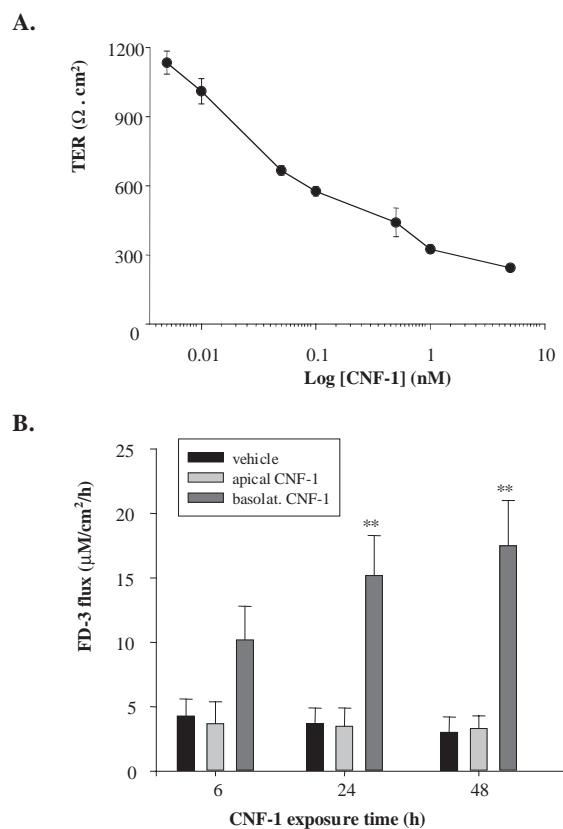 A.
1200
900
600
300
0
TER (Ω . cm²)
0.01 0.1 1 10
Log [CNF-1] (nM)
B.
25
20
15
10
5
0
FD-3 flux (µM/cm²/h)
vehicle
apical CNF-1
basolat. CNF-1
**
**
6 24 48
CNF-1 exposure time (h)